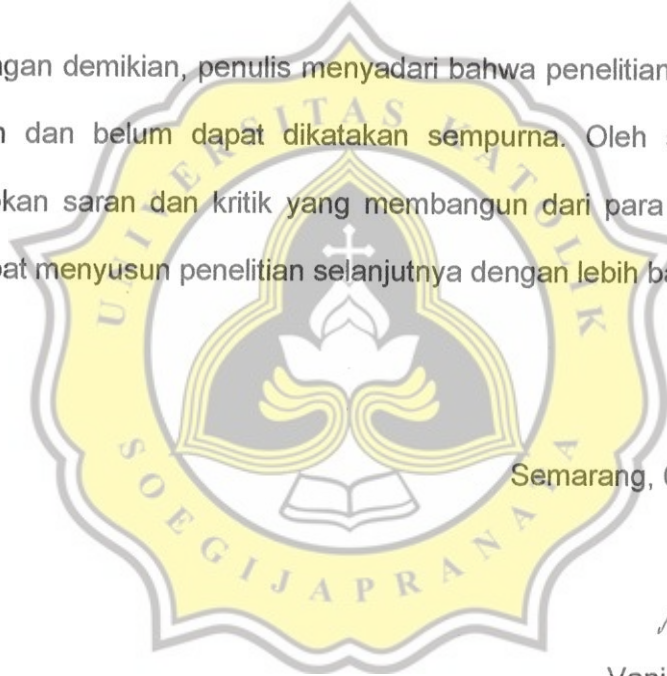 ngan demikian, penulis menyadari bahwa penelitian
dan belum dapat dikatakan sempurna. Oleh
kan saran dan kritik yang membangun dari para
at menyusun penelitian selanjutnya dengan lebih
UNIVERSITAS KATOLIK
SOEGIJAPRANATA
Semarang,